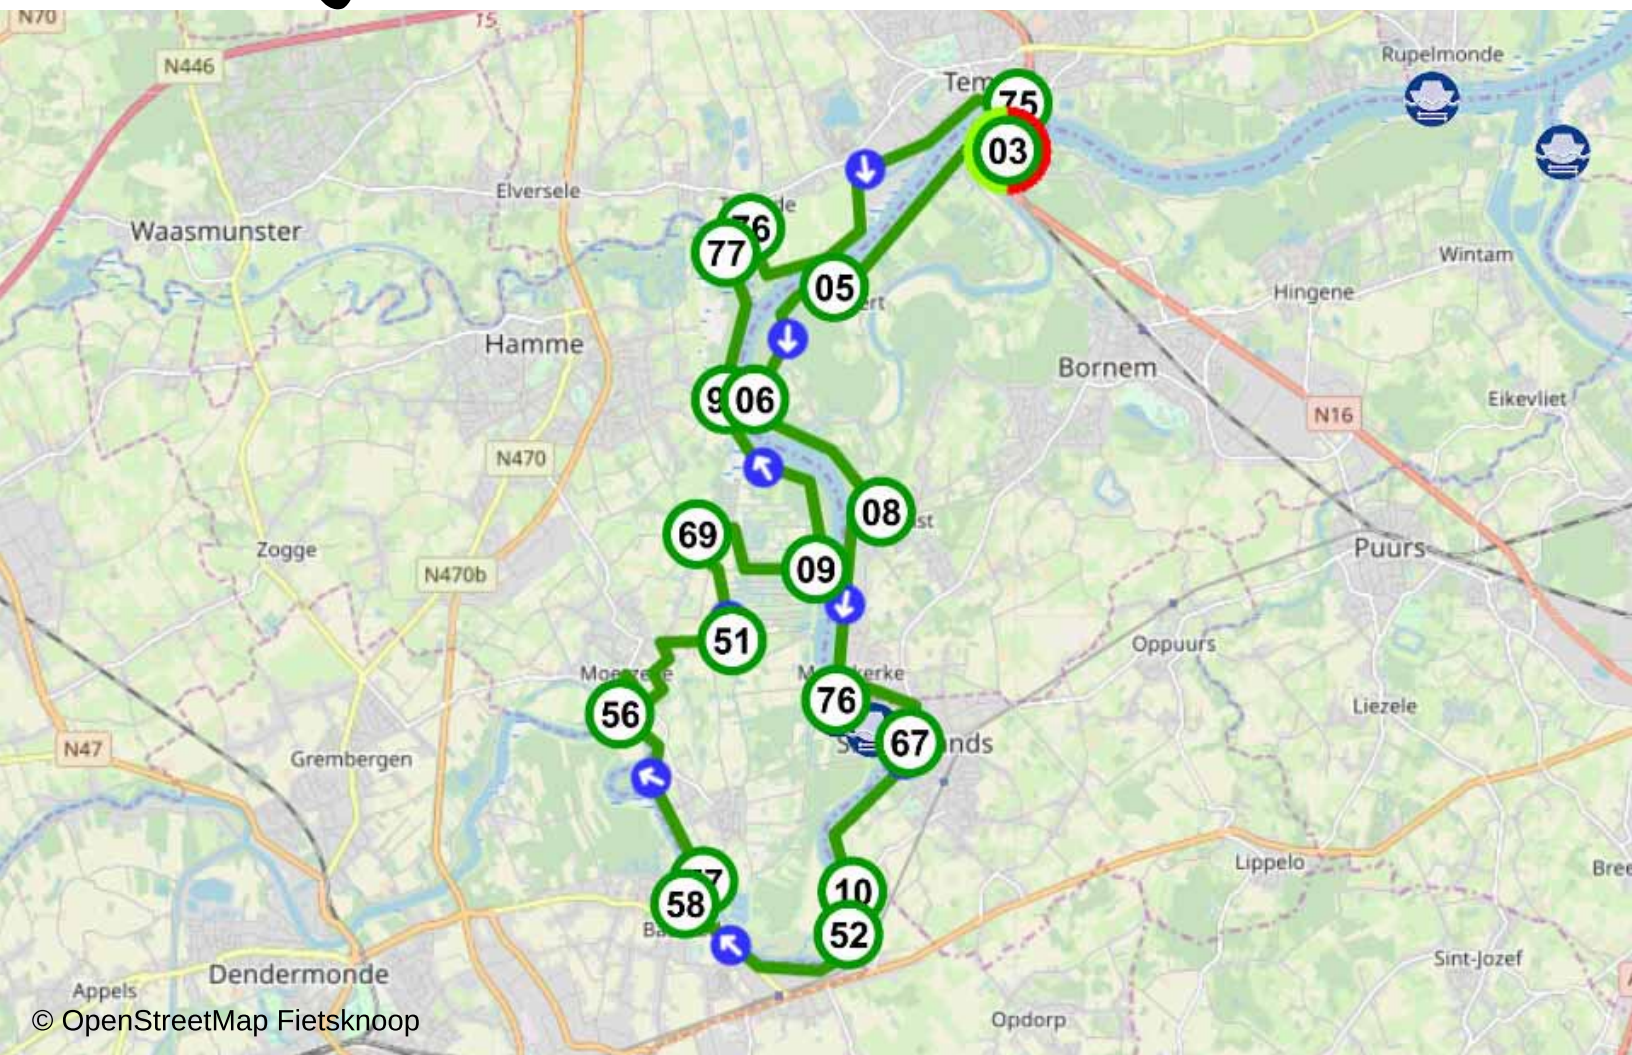 N70
15
N446
Rupelmonde
75
03
Elversele
76
Waasmunster
77
Wintam
05
Hingene
Hamme
Bornem
06
Eikevliet
N16
N470
08
69
Puurs
Zogge
09
N470b
51
Oppuurs
76
56
Liezele
67
N47
Grembergen
Lippelo
10
58
52
Sint-Jozef
Dendermonde
Appels
Opdorp
© OpenStreetMap Fietsknoop